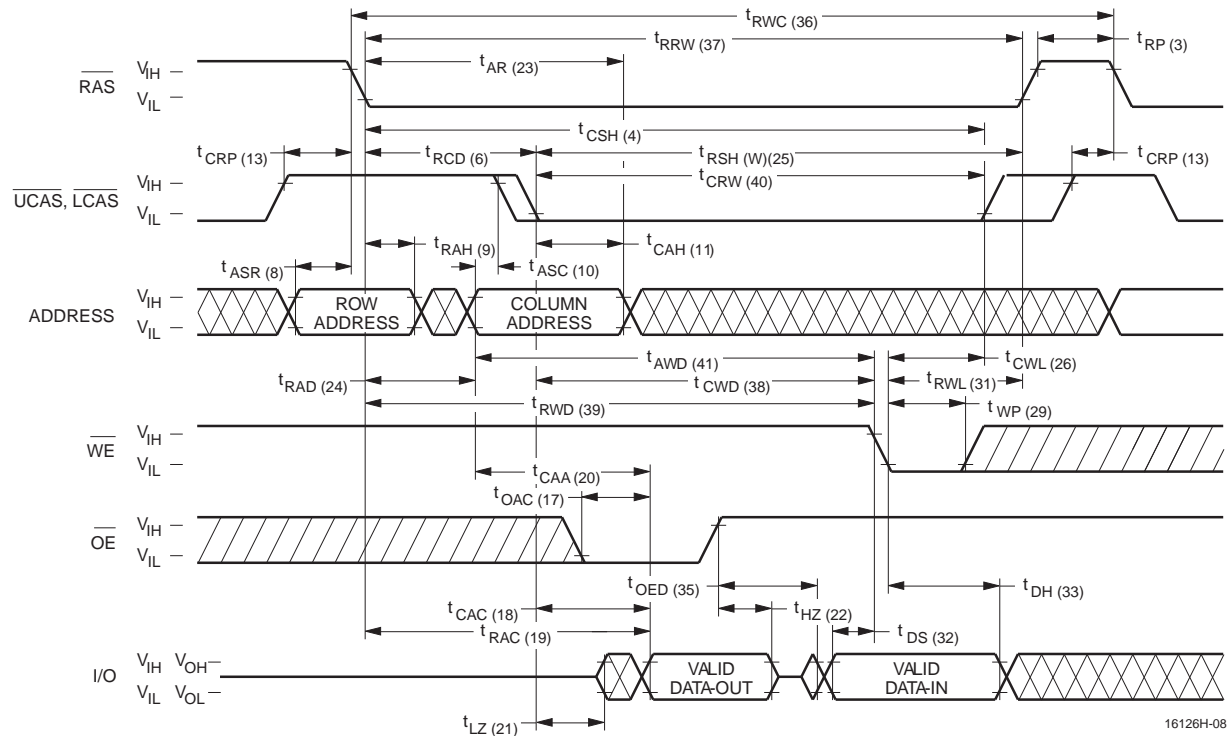 tRWC (36)
tRRW (37)
tRP (3)
tAR (23)
RAS
VIH
VIL
tCSH (4)
tCRP (13)
tRCD (6)
tRSH (W)(25)
tCRP (13)
tCRW (40)
UCAS, LCAS
VIH
VIL
tRAH (9)
tCAH (11)
tASR (8)
tASC (10)
ADDRESS
VIH
VIL
ROW
ADDRESS
COLUMN
ADDRESS
tAWD (41)
tCWL (26)
tRAD (24)
tCWD (38)
tRWL (31)
tRWD (39)
tWP (29)
WE
VIH
VIL
tCAA (20)
tOAC (17)
OE
VIH
VIL
tOED (35)
tDH (33)
tCAC (18)
tHZ (22)
tRAC (19)
tDS (32)
I/O
VIH VOH
VIL VOL
VALID
DATA-OUT
VALID
DATA-IN
tLZ (21)
16126H-08